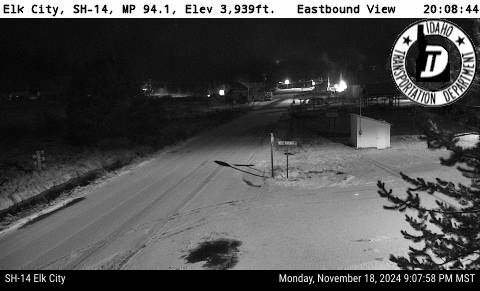 Elk City, SH-14, MP 94.1, Elev 3,939ft. Eastbound View 20:08:44
IDAHO
TRANSPORTATION DEPARTMENT
SH-14 Elk City
Monday, November 18, 2024 9:07:58 PM MST